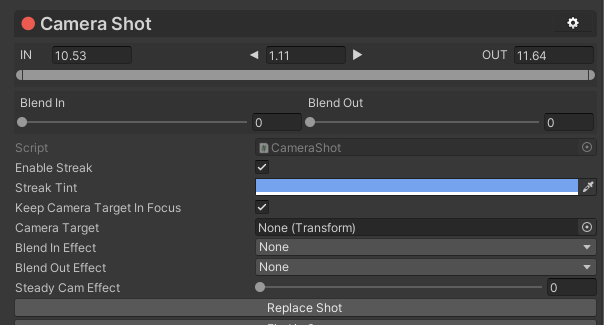 Camera Shot
IN 10.53 1.11 OUT 11.64
Blend In Blend Out
0 0
Script CameraShot
Enable Streak
Streak Tint
Keep Camera Target In Focus
Camera Target None (Transform)
Blend In Effect None
Blend Out Effect None
Steady Cam Effect 0
Replace Shot